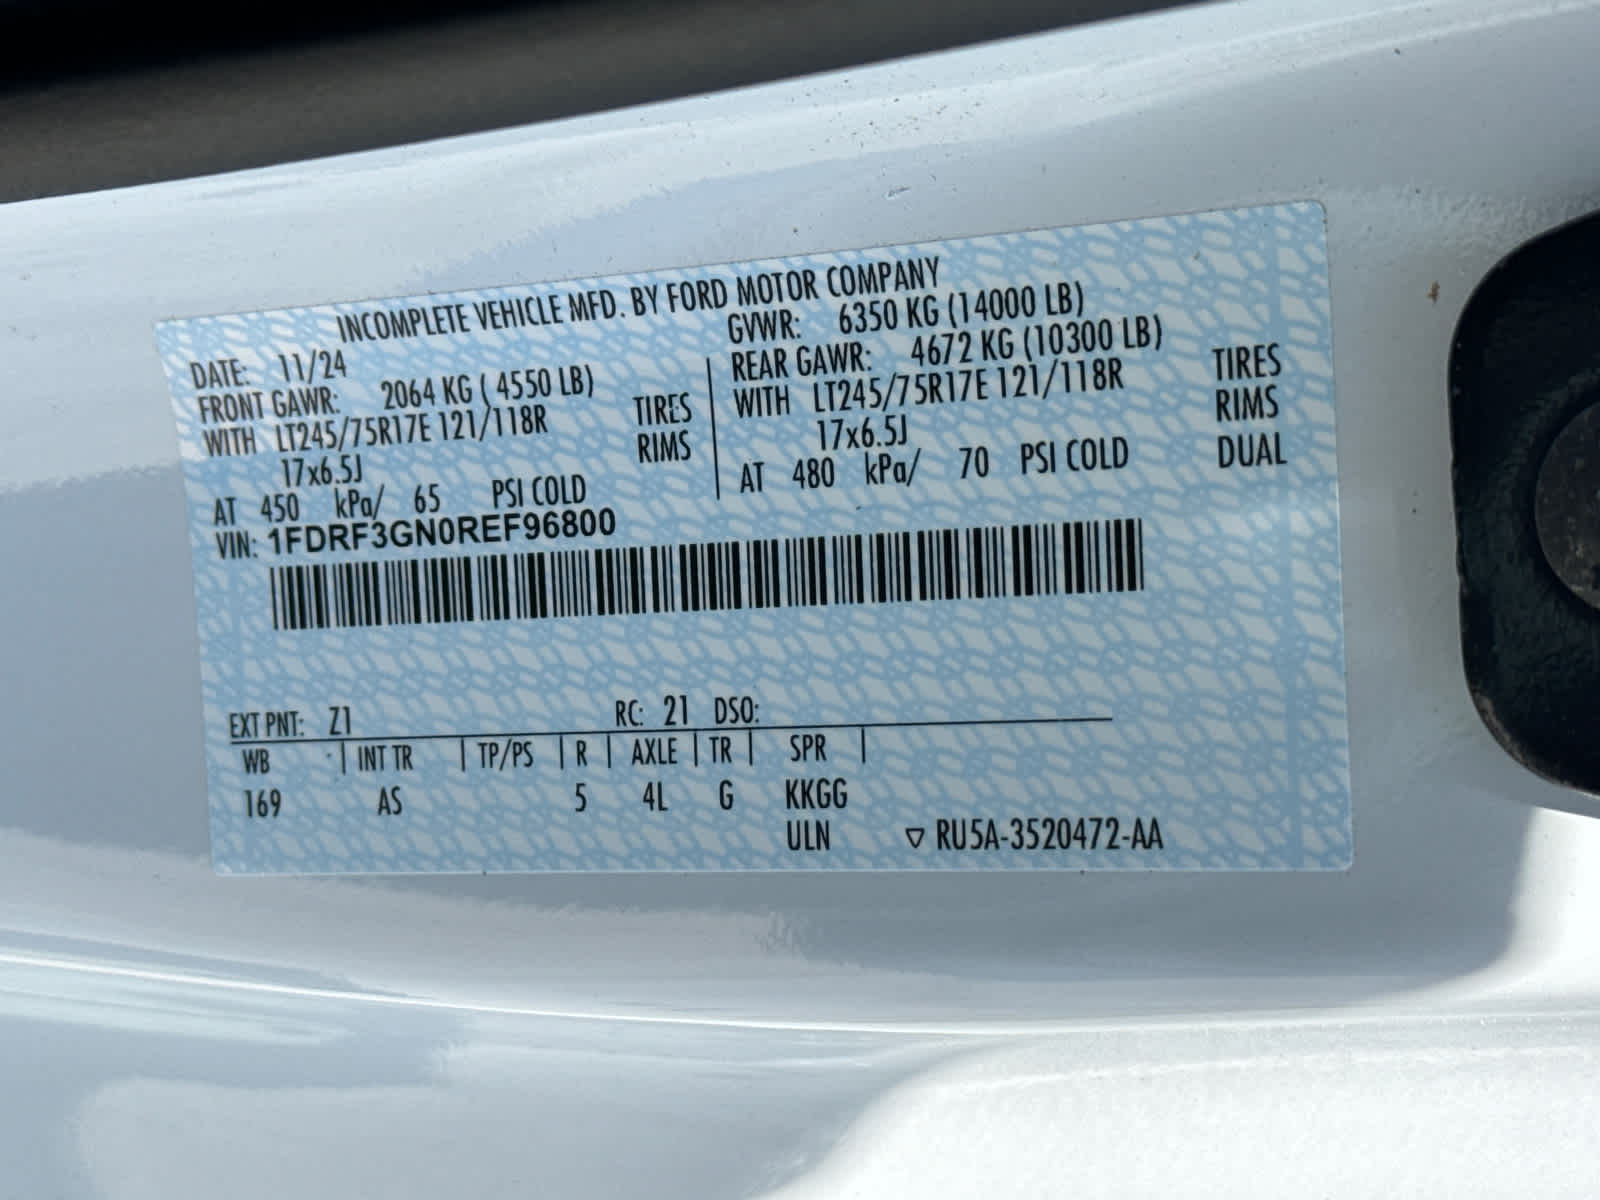 INCOMPLETE VEHICLE MFD. BY FORD MOTOR COMPANY
DATE: 11/24
GVWR: 6350 KG (14000 LB)
FRONT GAWR: 2064 KG ( 4550 LB)
REAR GAWR: 4672 KG (10300 LB)
WITH LT245/75R17E 121/118R TIRES
17x6.5J RIMS
AT 450 kPa/ 65 PSI COLD
WITH LT245/75R17E 121/118R TIRES
17x6.5J RIMS
AT 480 kPa/ 70 PSI COLD DUAL
VIN: 1FDRF3GN0REF96800
EXT PNT: Z1 RC: 21 DSO:
WB | INT TR | TP/PS | R | AXLE | TR | SPR |
169 AS 5 4L G KKGG
ULN ▽ RU5A-3520472-AA